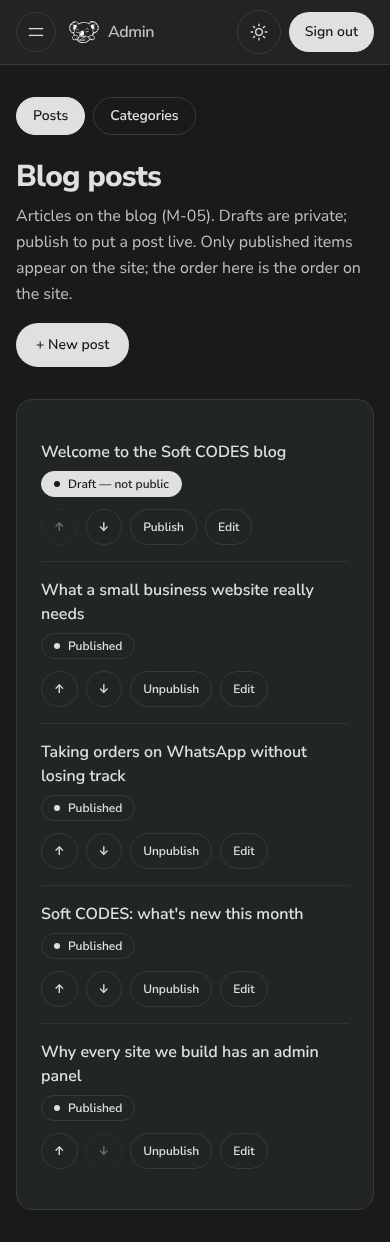 Admin
Sign out
Posts
Categories
Blog posts
Articles on the blog (M-05). Drafts are private;
publish to put a post live. Only published items
appear on the site; the order here is the order on
the site.
+ New post
Welcome to the Soft CODES blog
Draft — not public
↑ ↓ Publish Edit
What a small business website really
needs
Published
↑ ↓ Unpublish Edit
Taking orders on WhatsApp without
losing track
Published
↑ ↓ Unpublish Edit
Soft CODES: what's new this month
Published
↑ ↓ Unpublish Edit
Why every site we build has an admin
panel
Published
↑ ↓ Unpublish Edit